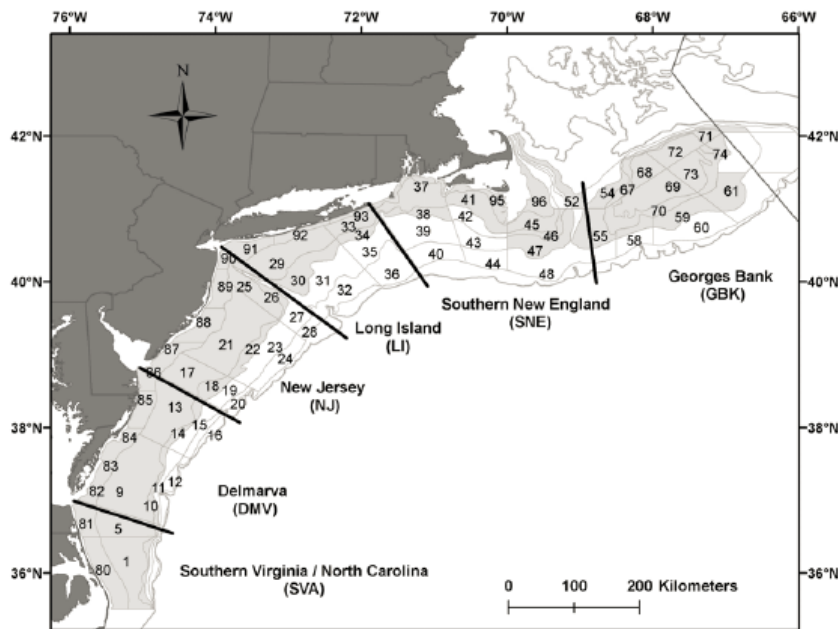 76°W 74°W 72°W 70°W 68°W 66°W
N
42°N 42°N
71
72 74
68 73
37 54 67 69 61
41 95 96 52
93 38 42 70 59
33 45 60
92 34 39 46 55 58
91 35 43 47
90 29 40 44
36 48
Georges Bank
(GBK)
40°N 40°N
89 25 30 31
26 32
Southern New England
(SNE)
88 27
28
Long Island
(LI)
87 21 22 23
24
86 17
18 19
New Jersey
(NJ)
85 13 20
38°N 38°N
84 14 15 16
83
82 9 11 12
10
Delmarva
(DMV)
81 5
80 1
36°N 36°N
Southern Virginia / North Carolina
(SVA)
0 100 200 Kilometers